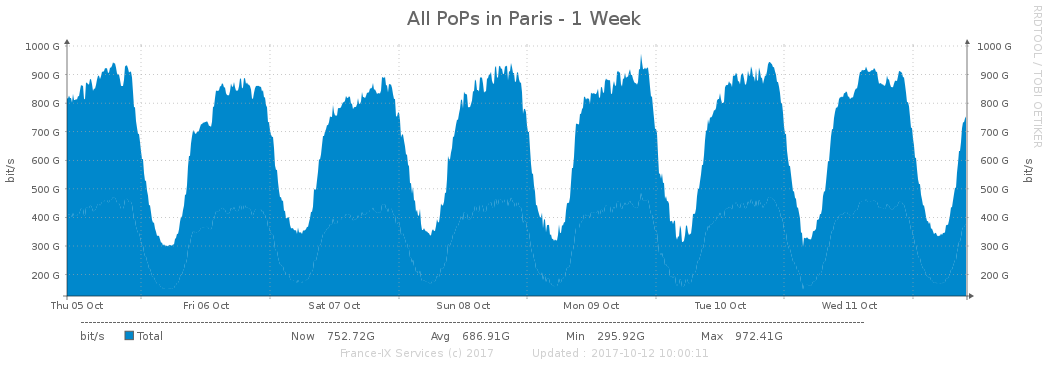 All PoPs in Paris - 1 Week
RRDTOOL / TOBI OETIKER
1000 G 1000 G
900 G 900 G
800 G 800 G
700 G 700 G
600 G 600 G
500 G 500 G
400 G 400 G
300 G 300 G
200 G 200 G
bit/s bit/s
Thu 05 Oct Fri 06 Oct Sat 07 Oct Sun 08 Oct Mon 09 Oct Tue 10 Oct Wed 11 Oct
bit/s Total Now 752.72G Avg 686.91G Min 295.92G Max 972.41G
France-IX Services (c) 2017 Updated : 2017-10-12 10:00:11